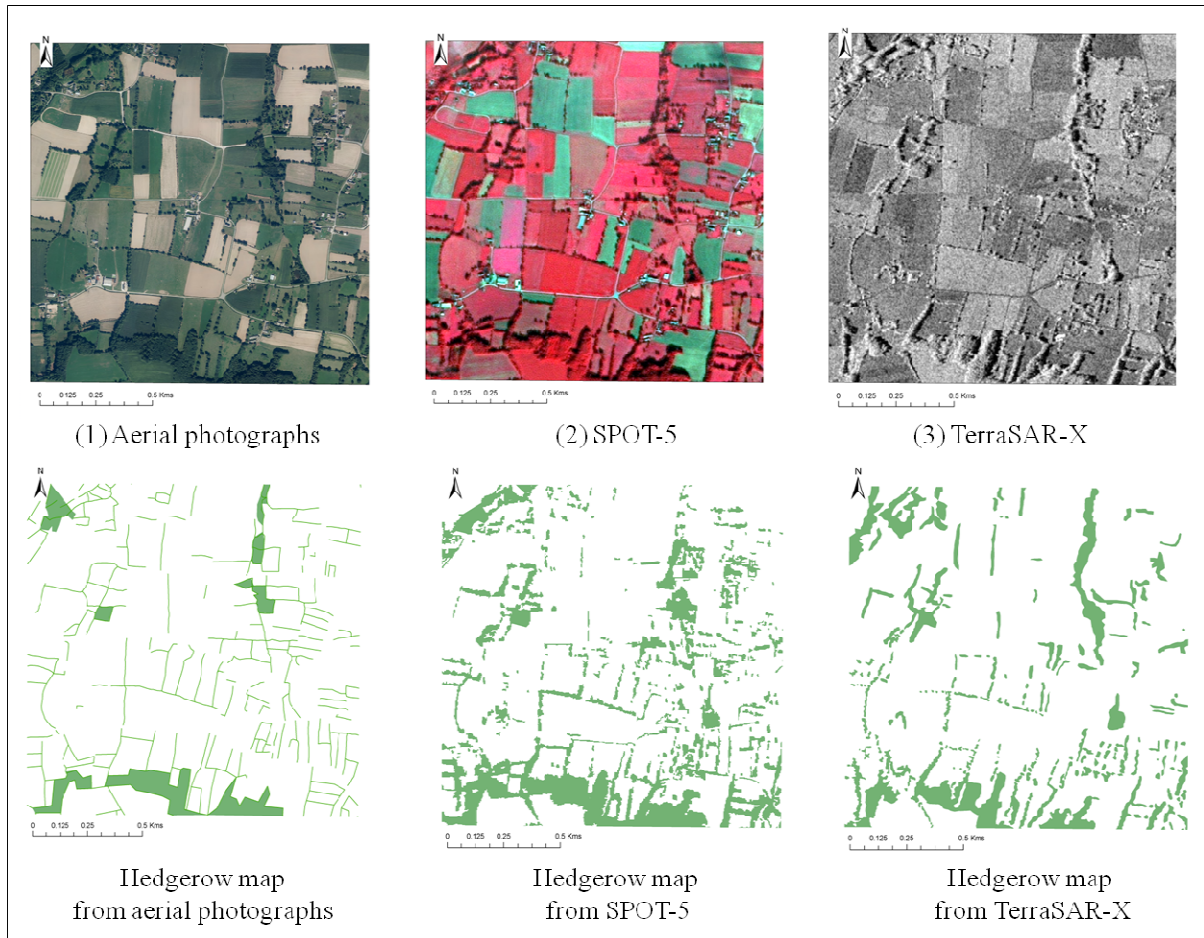 N
N
N
0 0.125 0.25 0.5 Kms
0 0.125 0.25 0.5 Kms
0 0.125 0.25 0.5 Kms
(1) Aerial photographs
(2) SPOT-5
(3) TerraSAR-X
N
N
N
0 0.125 0.25 0.5 Kms
0 0.125 0.25 0.5 Kms
0 0.125 0.25 0.5 Kms
Hedgerow map
from aerial photographs
Hedgerow map
from SPOT-5
Hedgerow map
from TerraSAR-X